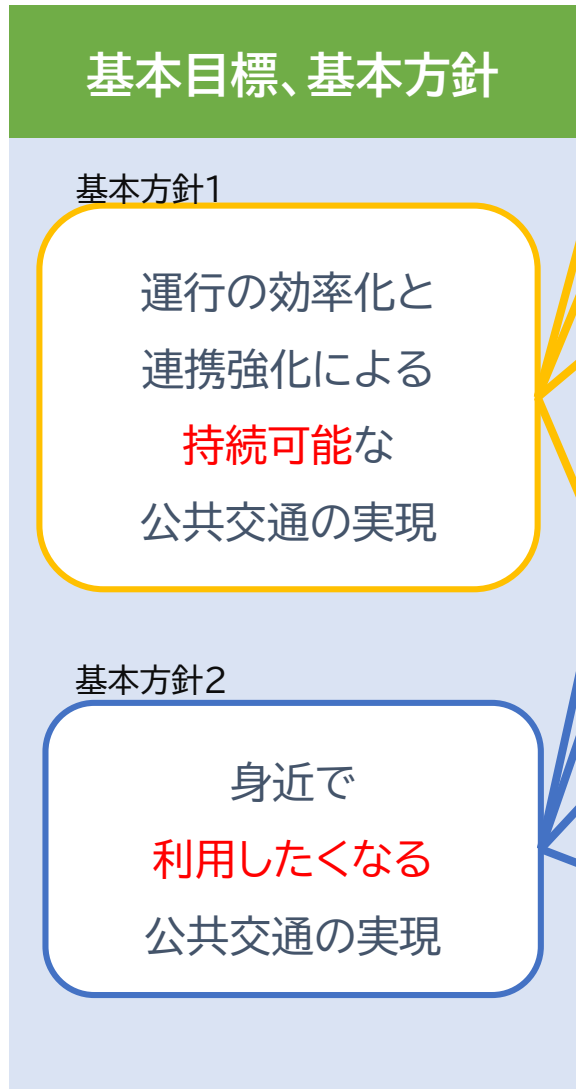 基本目標、基本方針
基本方針1
運行の効率化と
連携強化による
持続可能な
公共交通の実現
基本方針2
身近で
利用したくなる
公共交通の実現